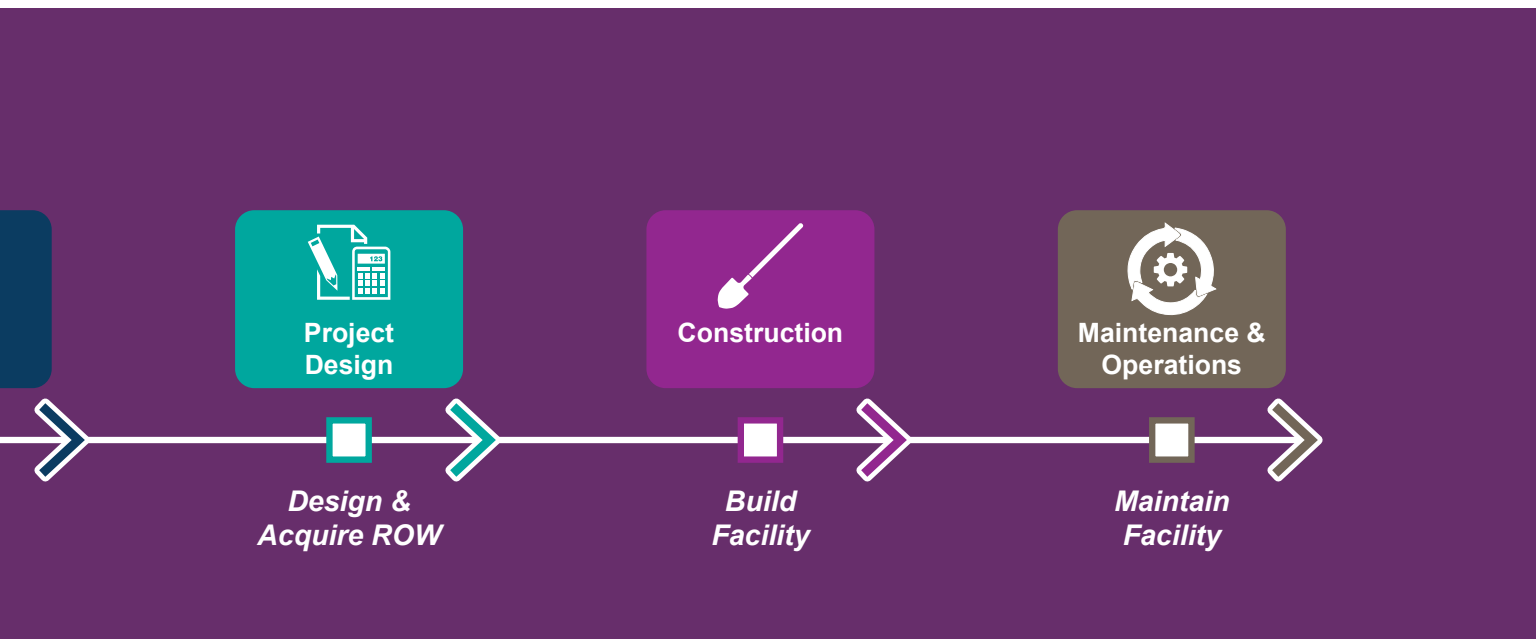 123
Project
Design
Construction
Maintenance &
Operations
Design &
Acquire ROW
Build
Facility
Maintain
Facility